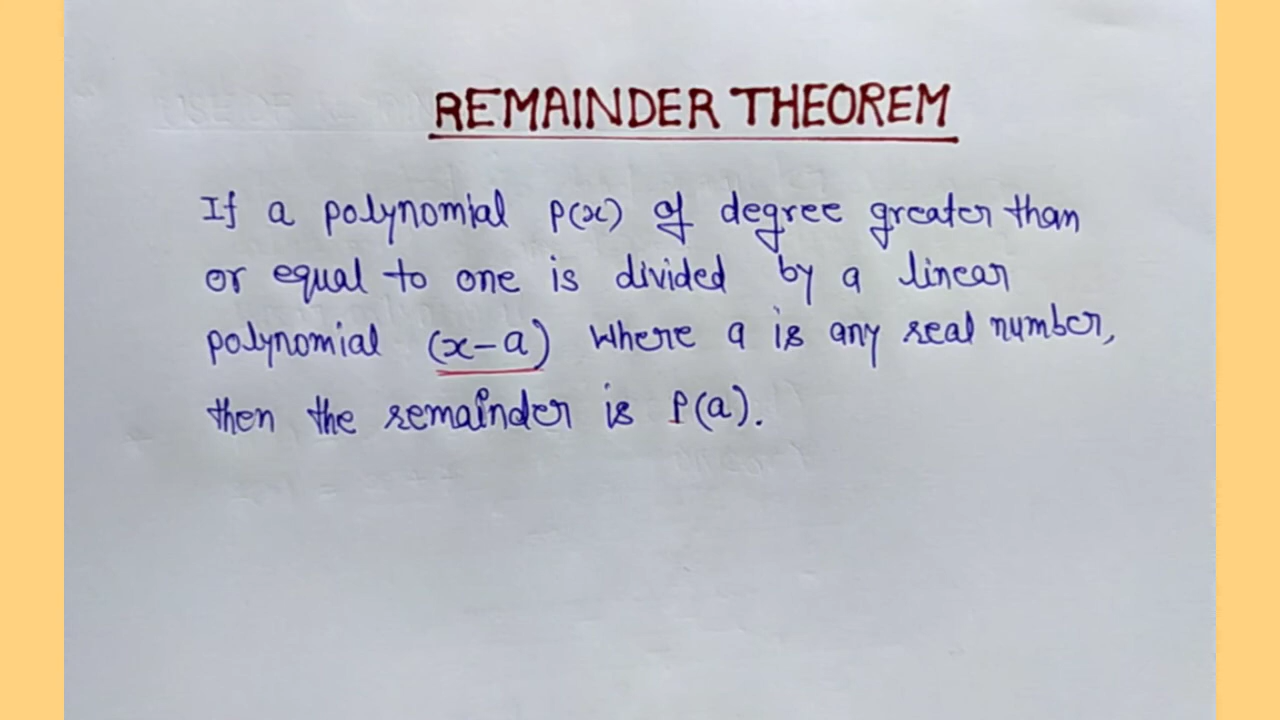 REMAINDER THEOREM
If a polynomial P(x) of degree greater than
or equal to one is divided by a linear
polynomial (x-a) where a is any real number,
then the remainder is P(a).